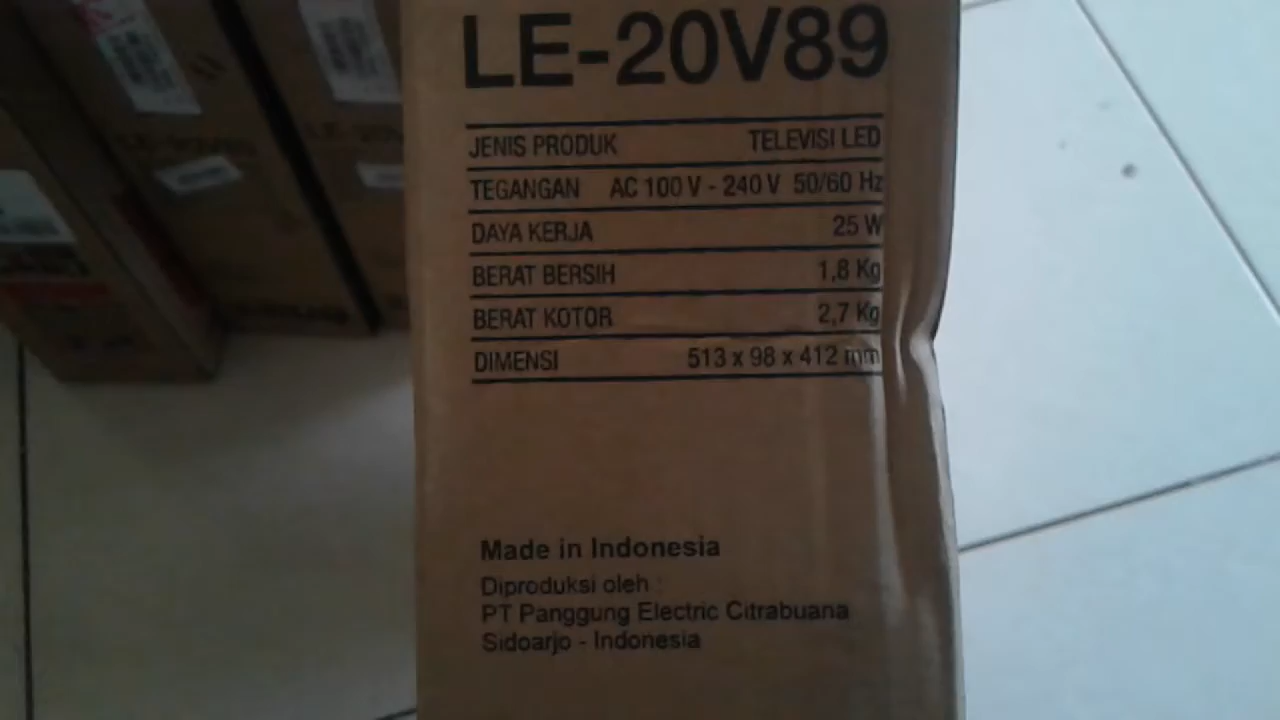 LE-20V89
JENIS PRODUK TELEVISI LED
TEGANGAN AC 100 V - 240 V 50/60 Hz
DAYA KERJA 25 W
BERAT BERSIH 1,8 Kg
BERAT KOTOR 2,7 Kg
DIMENSI 513 x 98 x 412 mm
Made in Indonesia
Diproduksi oleh :
PT Panggung Electric Citrabuana
Sidoarjo - Indonesia